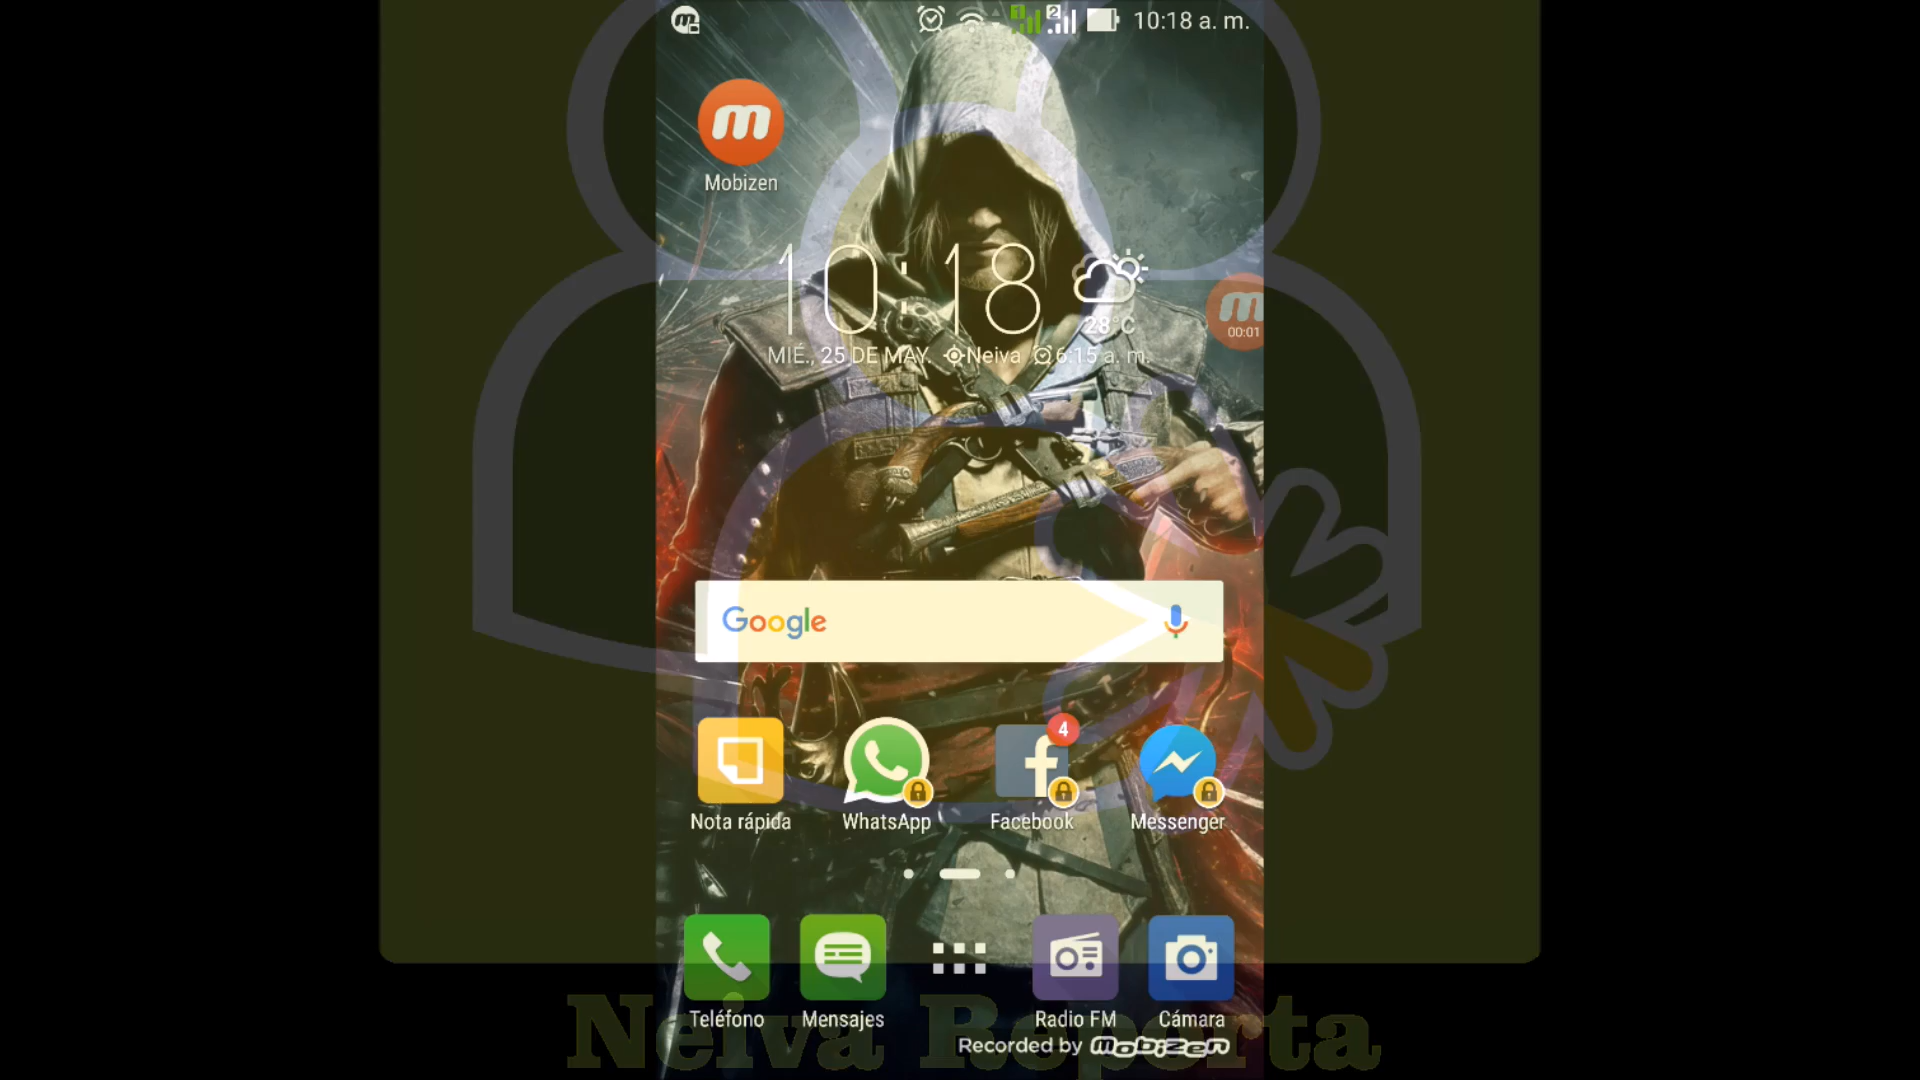 10:18 a. m.
m
Mobizen
10:18
28°C
m
00:01
MIÉ., 25 DE MAY. Neiva 6:15 a. m.
Google
4
Nota rápida WhatsApp Facebook Messenger
Teléfono Mensajes Radio FM Cámara
Recorded by mobizen
Neiva Reporta